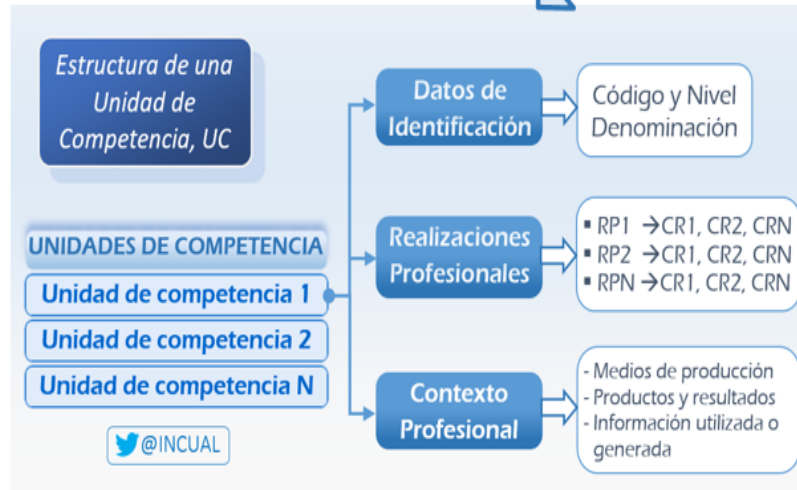 Estructura de una
Unidad de
Competencia, UC
UNIDADES DE COMPETENCIA
Unidad de competencia 1
Unidad de competencia 2
Unidad de competencia N
@INCUAL
Datos de
Identificación
Código y Nivel
Denominación
Realizaciones
Profesionales
▪ RP1 →CR1, CR2, CRN
▪ RP2 →CR1, CR2, CRN
▪ RPN →CR1, CR2, CRN
Contexto
Profesional
- Medios de producción
- Productos y resultados
- Información utilizada o
generada